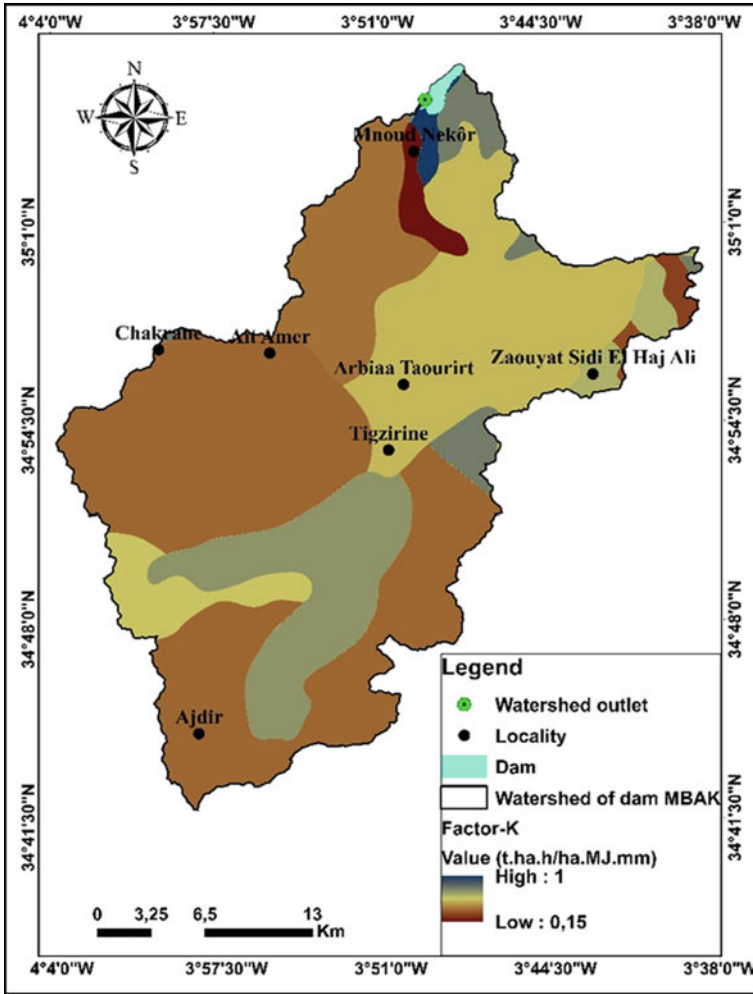 4°4'0"W 3°57'30"W 3°51'0"W 3°44'30"W 3°38'0"W
N
W E
S
Mnoud Nekôr
35°1'0"N 35°1'0"N
Chakrane Ait Amer
Arbiaa Taourirt Zaouyat Sidi El Haj Ali
34°54'30"N 34°54'30"N
Tigzirine
34°48'0"N 34°48'0"N
Ajdir
34°41'30"N 34°41'30"N
Legend
Watershed outlet
Locality
Dam
Watershed of dam MBAK
Factor-K
Value (t.ha.h/ha.MJ.mm)
High : 1
Low : 0,15
0 3,25 6,5 13
Km
4°4'0"W 3°57'30"W 3°51'0"W 3°44'30"W 3°38'0"W